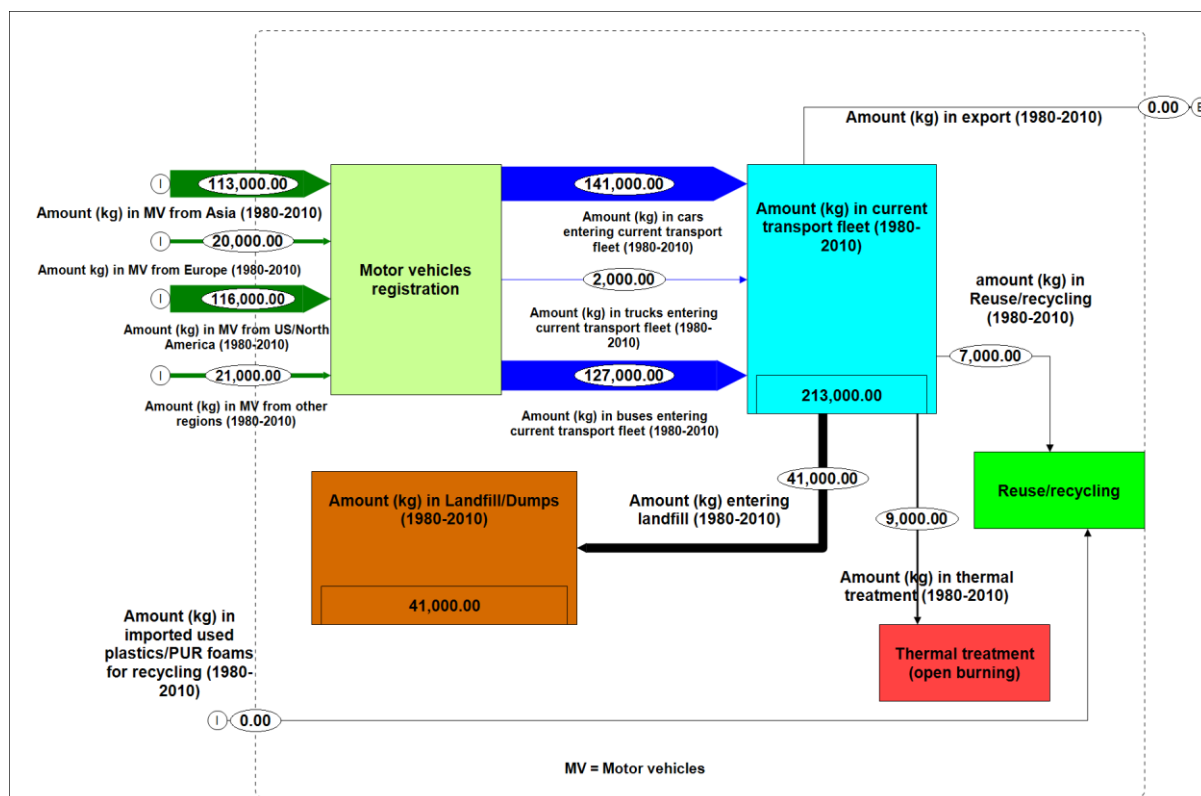 0.00
E
Amount (kg) in export (1980-2010)
I
113,000.00
Amount (kg) in MV from Asia (1980-2010)
I
20,000.00
Amount kg) in MV from Europe (1980-2010)
I
116,000.00
Amount (kg) in MV from US/North
America (1980-2010)
I
21,000.00
Amount (kg) in MV from other
regions (1980-2010)
Motor vehicles
registration
141,000.00
Amount (kg) in cars
entering current transport
fleet (1980-2010)
2,000.00
Amount (kg) in trucks entering
current transport fleet (1980-
2010)
127,000.00
Amount (kg) in buses entering
current transport fleet (1980-2010)
Amount (kg) in current
transport fleet (1980-
2010)
213,000.00
amount (kg) in
Reuse/recycling
(1980-2010)
7,000.00
Reuse/recycling
41,000.00
Amount (kg) entering
landfill (1980-2010)
Amount (kg) in Landfill/Dumps
(1980-2010)
41,000.00
9,000.00
Amount (kg) in thermal
treatment (1980-2010)
Thermal treatment
(open burning)
Amount (kg) in
imported used
plastics/PUR foams
for recycling (1980-
2010)
I
0.00
MV = Motor vehicles